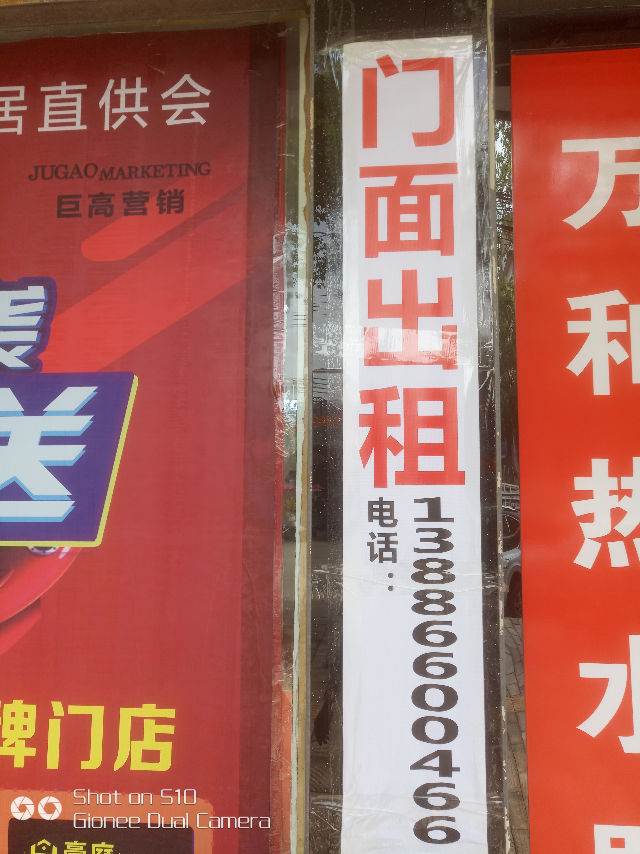 居直供会
JUGAO MARKETING
巨高营销
送
牌门店
门面出租
电话：
13886600466
万和热水
Shot on S10
Gionee Dual Camera